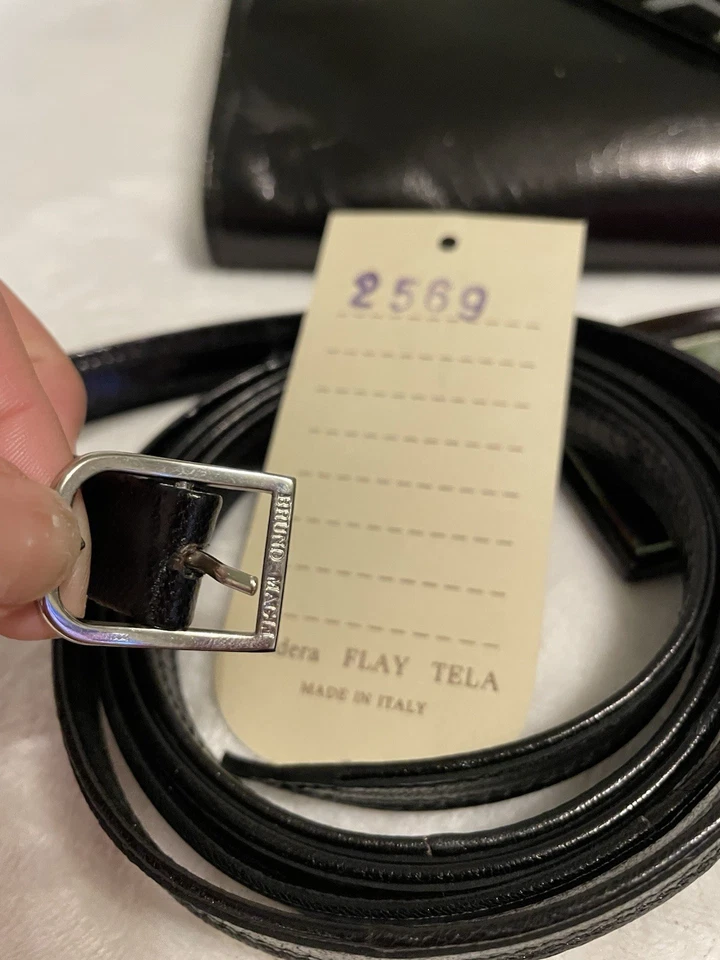 2569
BRUNO-MAGLI
dera FLAY TELA
MADE IN ITALY